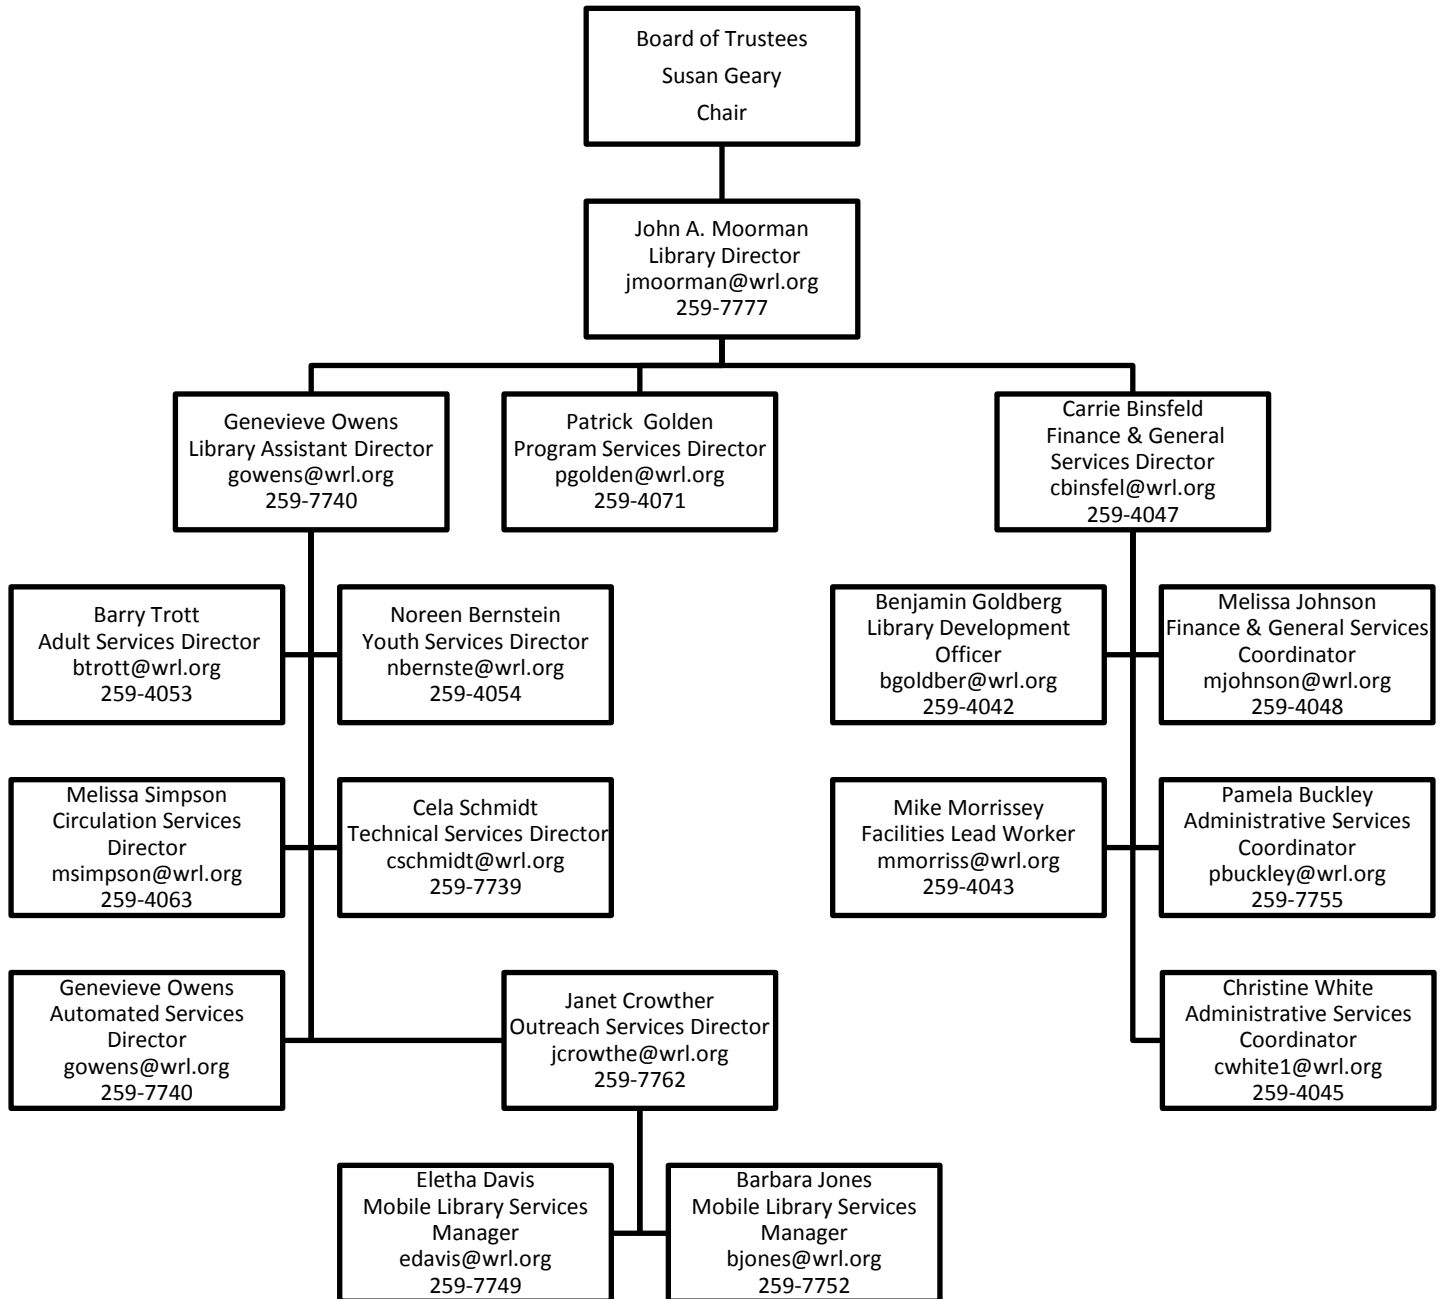 Board of Trustees
Susan Geary
Chair
John A. Moorman
Library Director
jmoorman@wrl.org
259-7777
Genevieve Owens
Library Assistant Director
gowens@wrl.org
259-7740
Patrick Golden
Program Services Director
pgolden@wrl.org
259-4071
Carrie Binsfeld
Finance & General
Services Director
cbinsfel@wrl.org
259-4047
Barry Trott
Adult Services Director
btrott@wrl.org
259-4053
Noreen Bernstein
Youth Services Director
nbernste@wrl.org
259-4054
Benjamin Goldberg
Library Development
Officer
bgoldber@wrl.org
259-4042
Melissa Johnson
Finance & General Services
Coordinator
mjohnson@wrl.org
259-4048
Melissa Simpson
Circulation Services
Director
msimpson@wrl.org
259-4063
Cela Schmidt
Technical Services Director
cschmidt@wrl.org
259-7739
Mike Morrissey
Facilities Lead Worker
mmorriss@wrl.org
259-4043
Pamela Buckley
Administrative Services
Coordinator
pbuckley@wrl.org
259-7755
Genevieve Owens
Automated Services
Director
gowens@wrl.org
259-7740
Janet Crowther
Outreach Services Director
jcrowthe@wrl.org
259-7762
Christine White
Administrative Services
Coordinator
cwhite1@wrl.org
259-4045
Eletha Davis
Mobile Library Services
Manager
edavis@wrl.org
259-7749
Barbara Jones
Mobile Library Services
Manager
bjones@wrl.org
259-7752